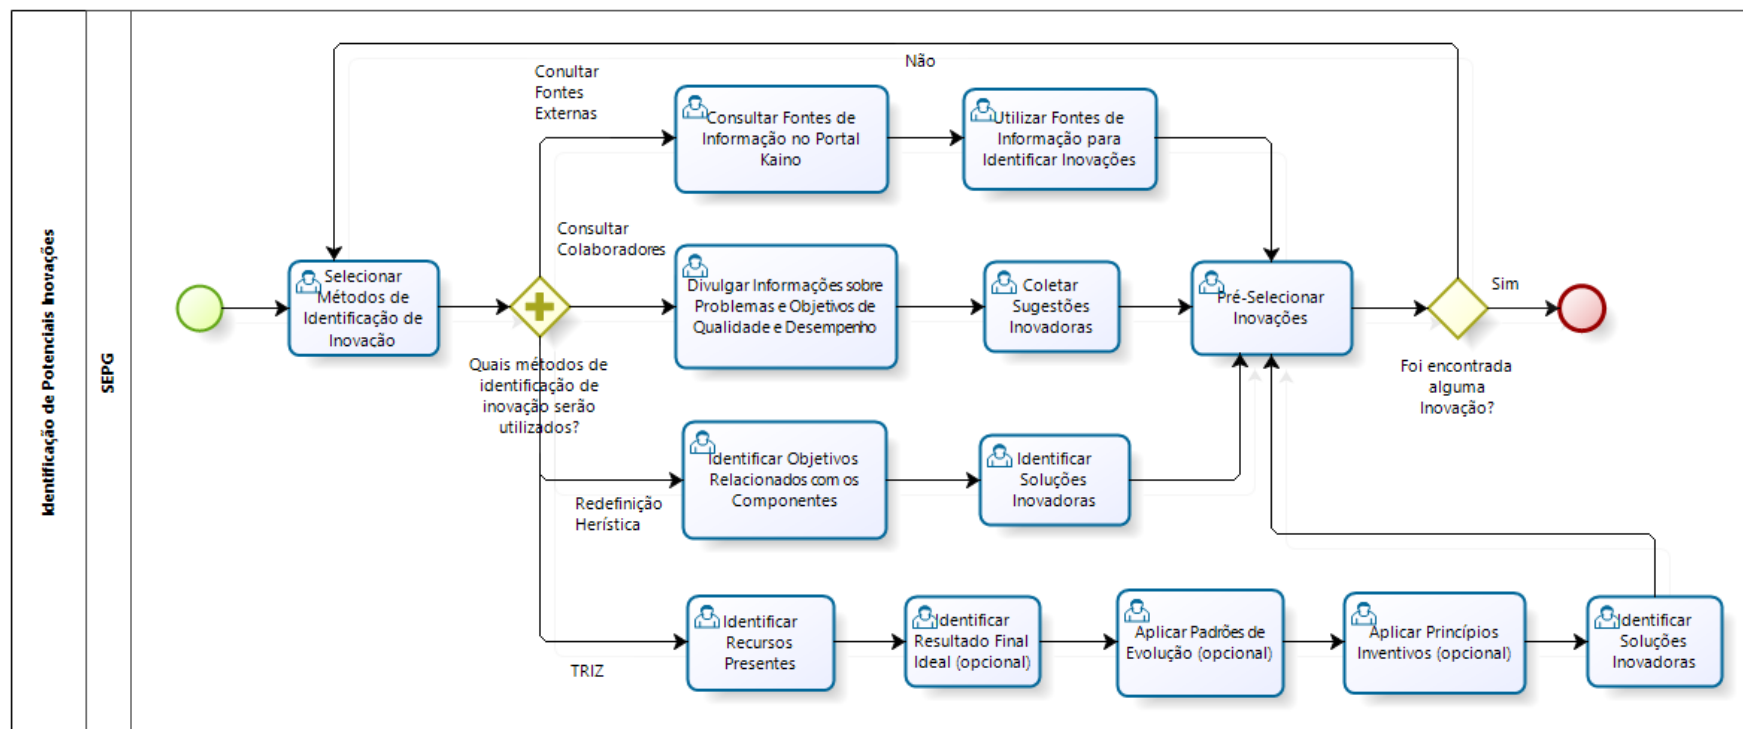 Identificação de Potenciais Inovações
SEPG
Não
Conultar
Fontes
Externas
Consultar Fontes de
Informação no Portal
Kaino
Utilizar Fontes de
Informação para
Identificar Inovações
Consultar
Colaboradores
Selecionar
Métodos de
Identificação de
Inovação
Divulgar Informações sobre
Problemas e Objetivos de
Qualidade e Desempenho
Coletar
Sugestões
Inovadoras
Pré-Selecionar
Inovações
Sim
Quais métodos de
identificação de
inovação serão
utilizados?
Foi encontrada
alguma
Inovação?
Redefinição
Herística
Identificar Objetivos
Relacionados com os
Componentes
Identificar
Soluções
Inovadoras
TRIZ
Identificar
Recursos
Presentes
Identificar
Resultado Final
Ideal (opcional)
Aplicar Padrões de
Evolução (opcional)
Aplicar Princípios
Inventivos (opcional)
Identificar
Soluções
Inovadoras